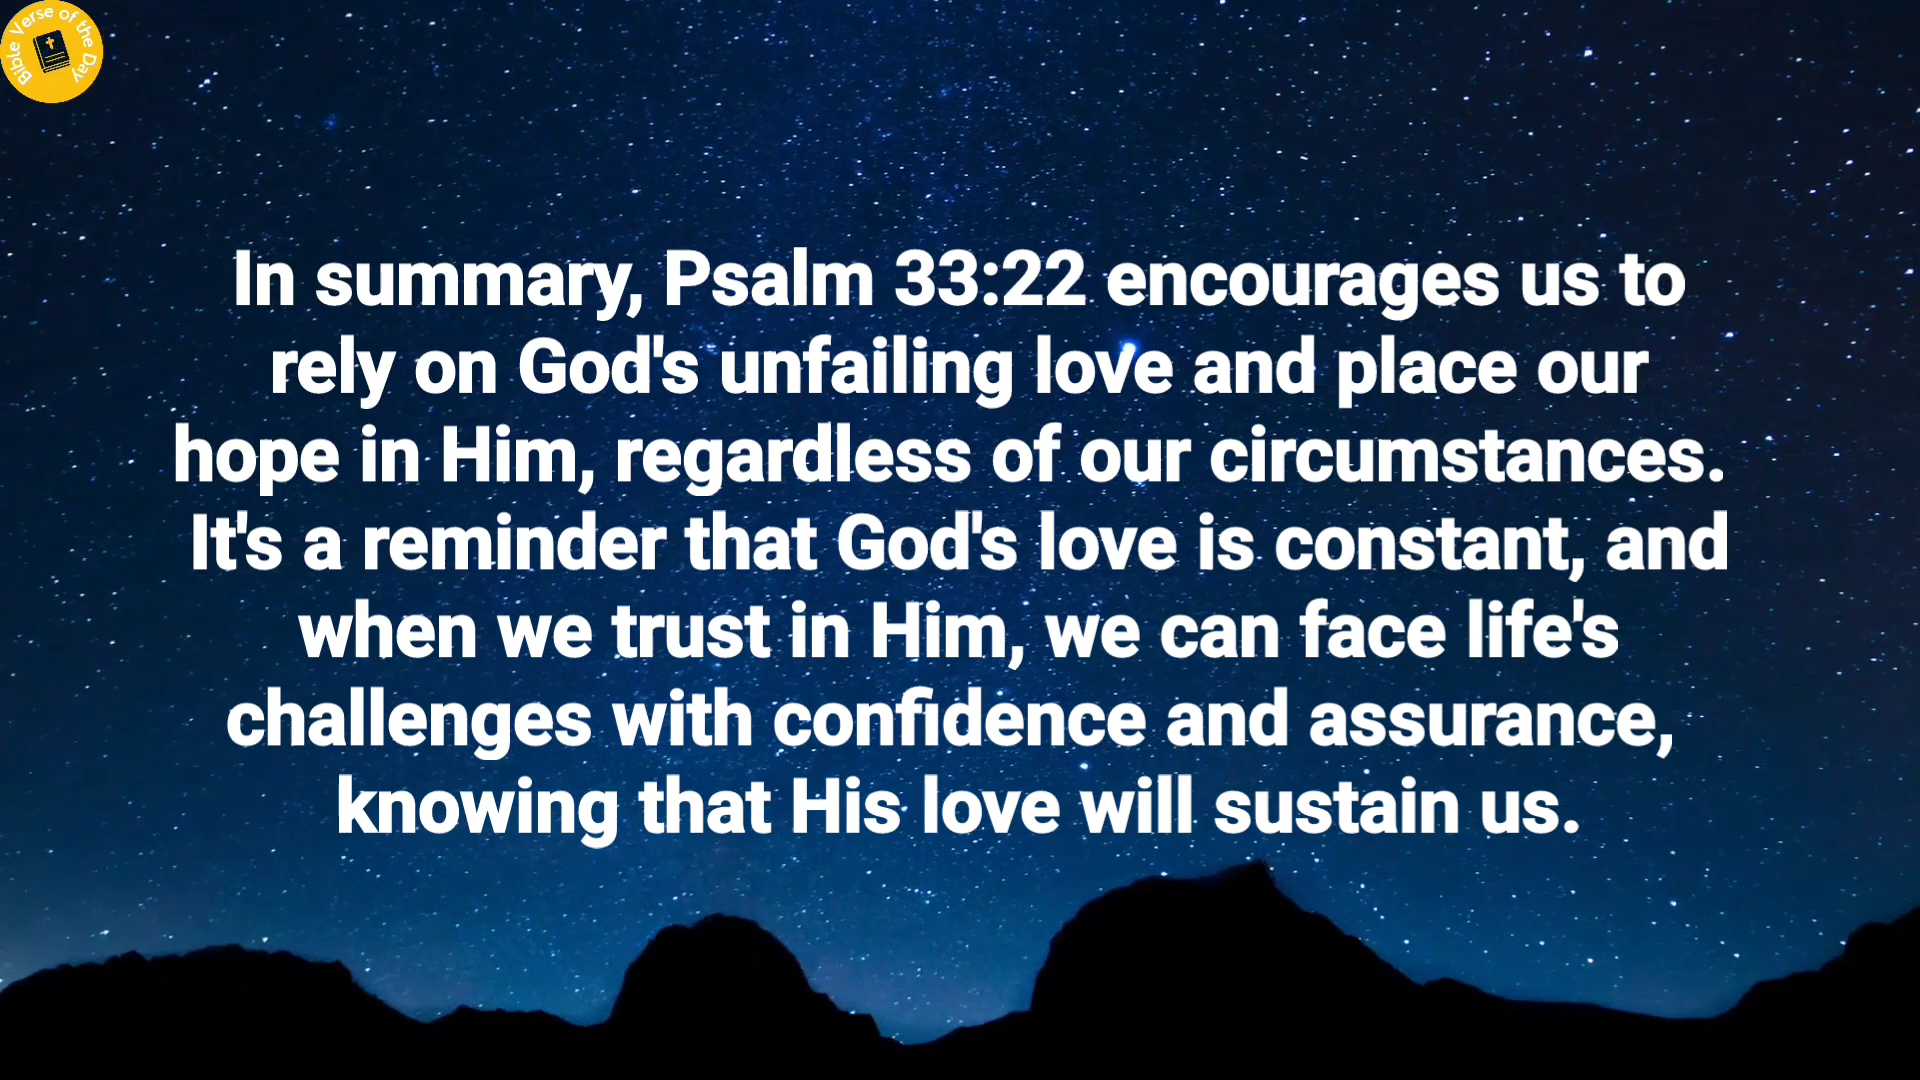 Bible Verse of the Day
In summary, Psalm 33:22 encourages us to
rely on God's unfailing love and place our
hope in Him, regardless of our circumstances.
It's a reminder that God's love is constant, and
when we trust in Him, we can face life's
challenges with confidence and assurance,
knowing that His love will sustain us.